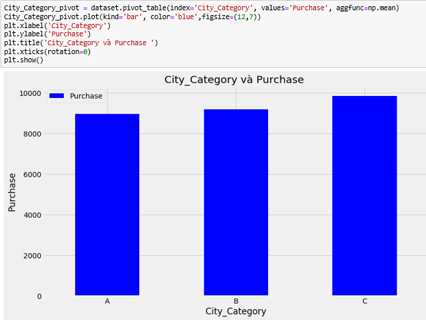 City_Category_pivot = dataset.pivot_table(index='City_Category', values='Purchase', aggfunc=np.mean)
City_Category_pivot.plot(kind='bar', color='blue',figsize=(12,7))
plt.xlabel('City_Category')
plt.ylabel('Purchase')
plt.title('City_Category và Purchase ')
plt.xticks(rotation=0)
plt.show()
City_Category và Purchase
Purchase
10000
8000
6000
4000
2000
0
Purchase
A B C
City_Category